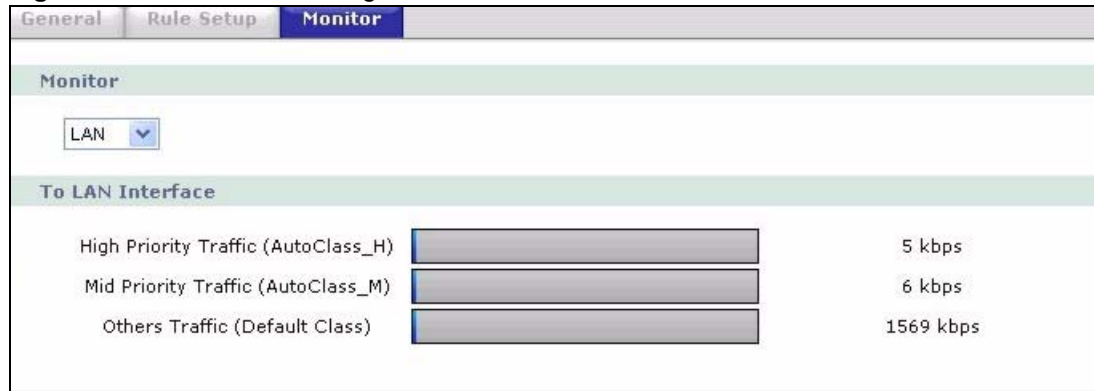 General Rule Setup Monitor
Monitor
LAN
To LAN Interface
High Priority Traffic (AutoClass_H) 5 kbps
Mid Priority Traffic (AutoClass_M) 6 kbps
Others Traffic (Default Class) 1569 kbps